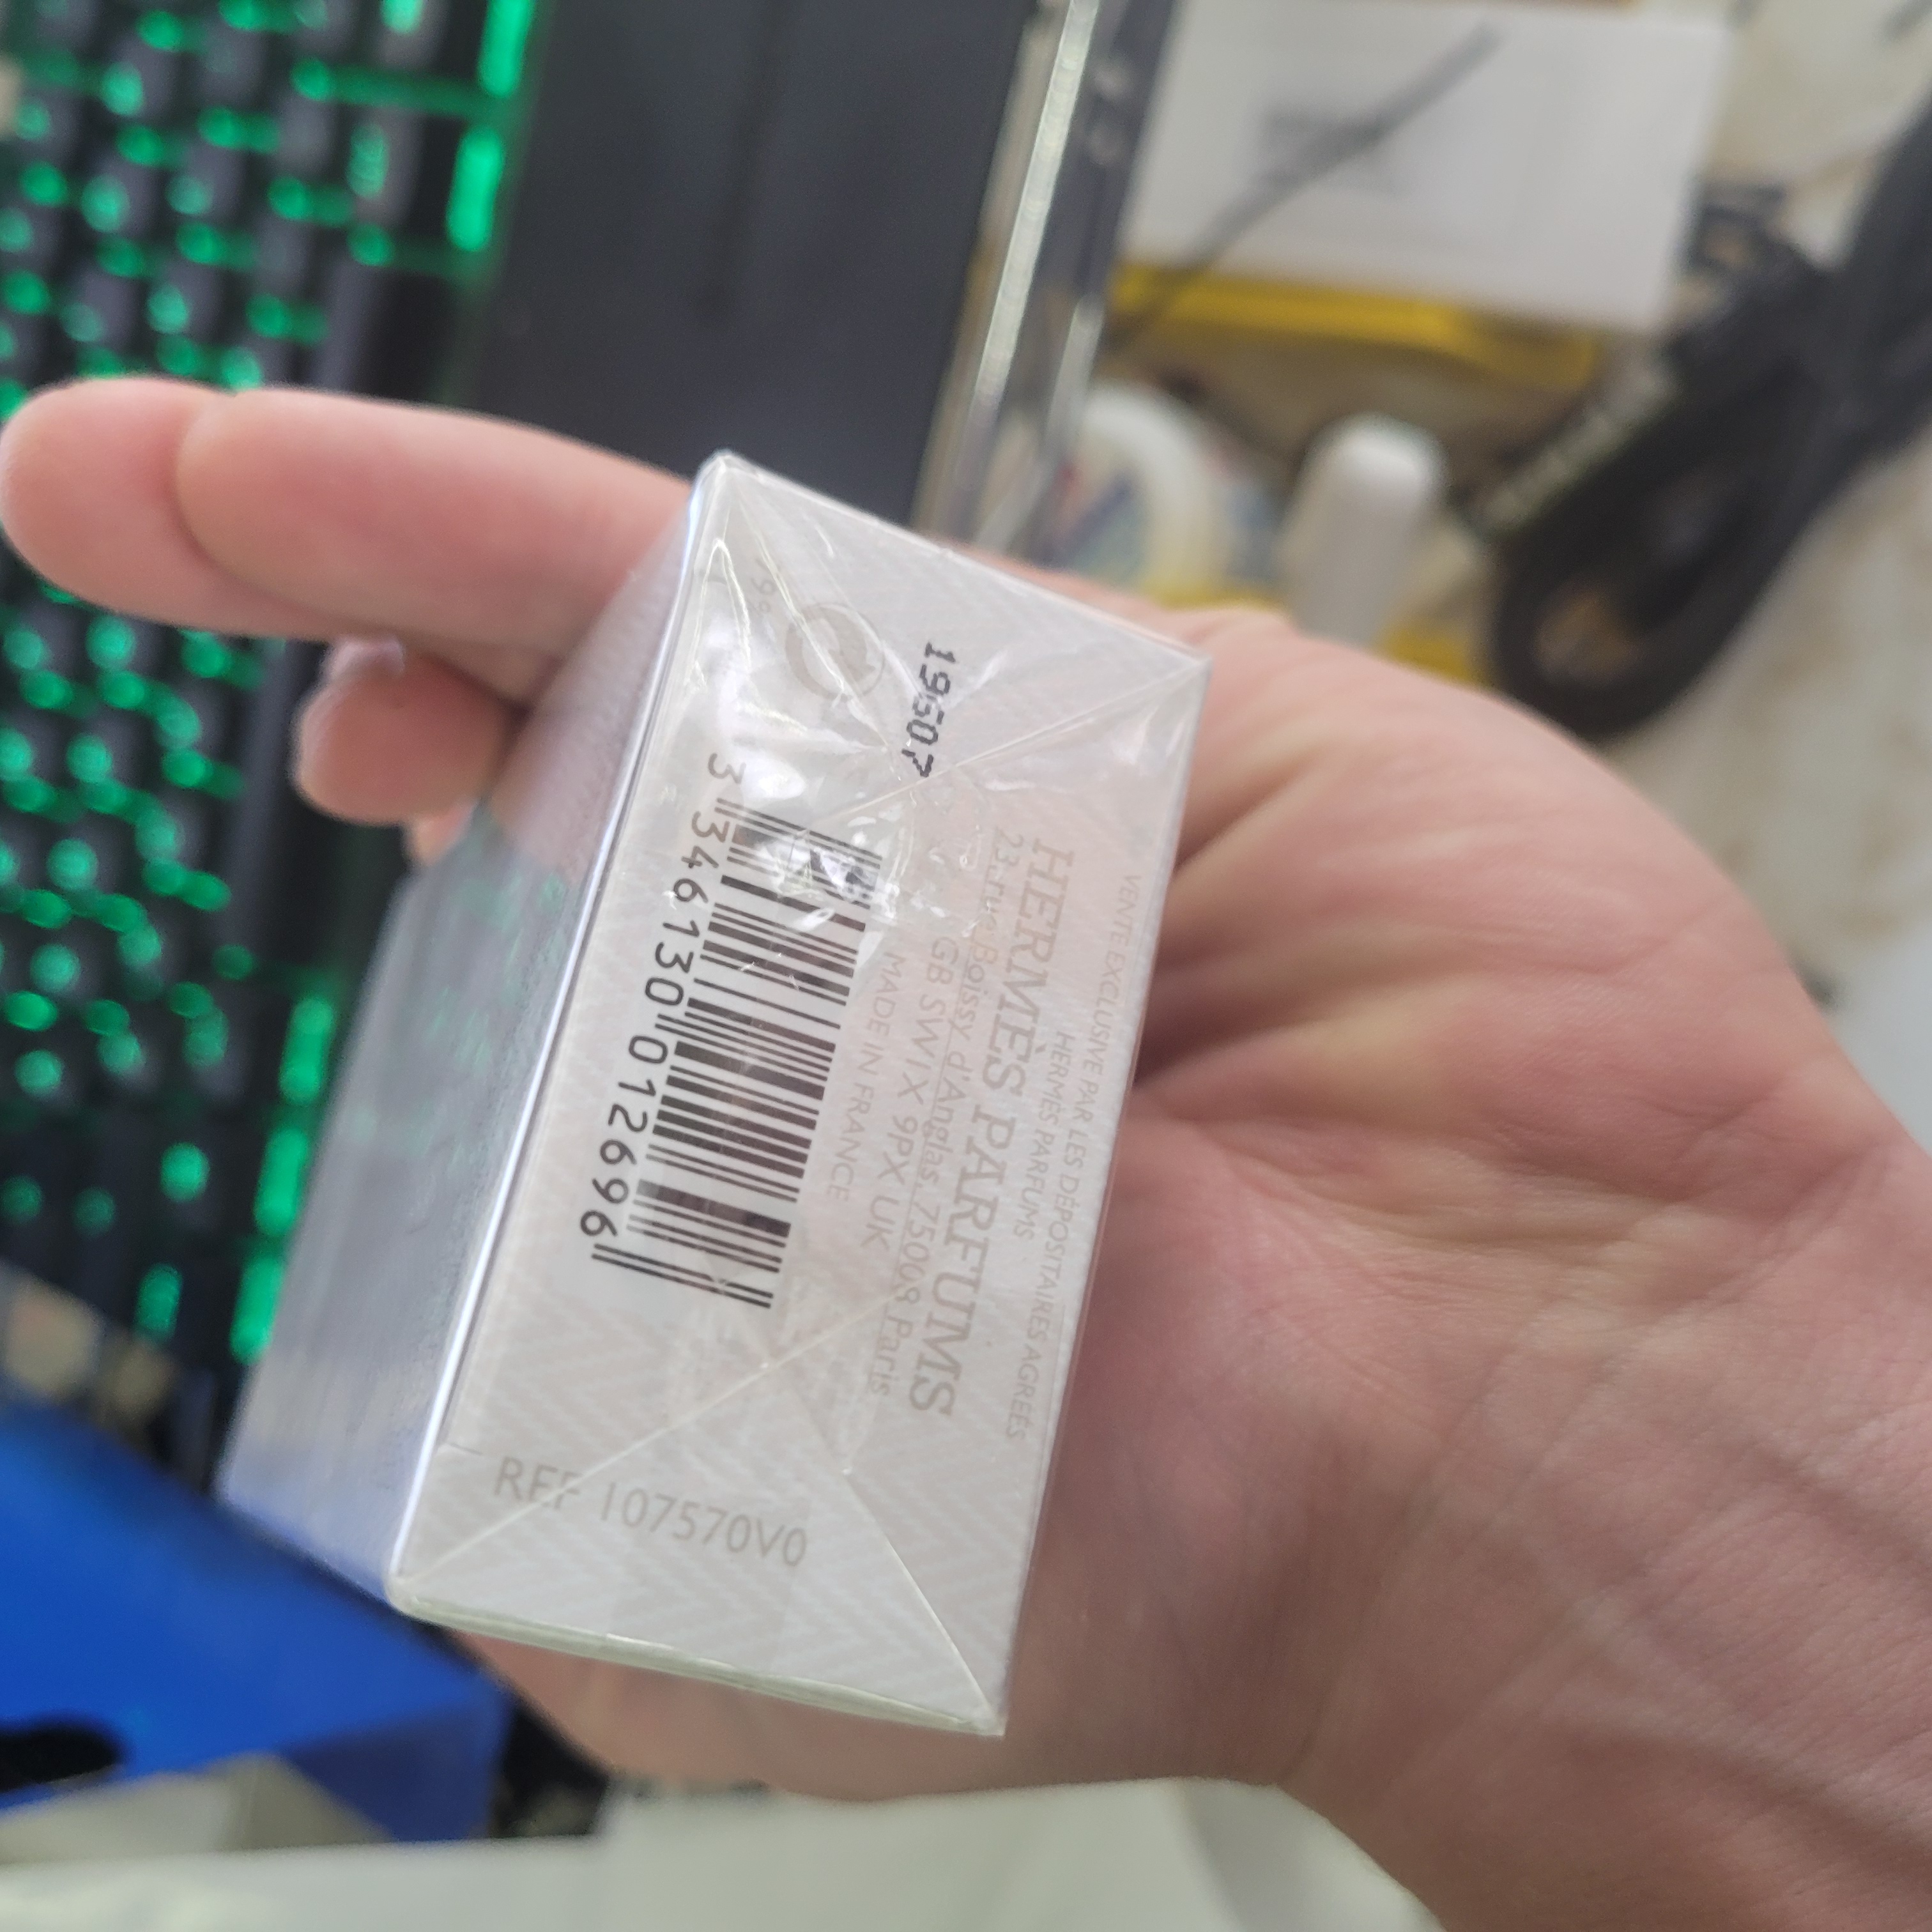 VENTE EXCLUSIVE PAR LES DÉPOSITAIRES AGRÉÉS
HERMÈS PARFUMS
HERMÈS PARFUMS
23, rue Boissy d'Anglas, 75008 Paris
GB SW1X 9PX UK
MADE IN FRANCE
3 346130 012696
REF 107570V0